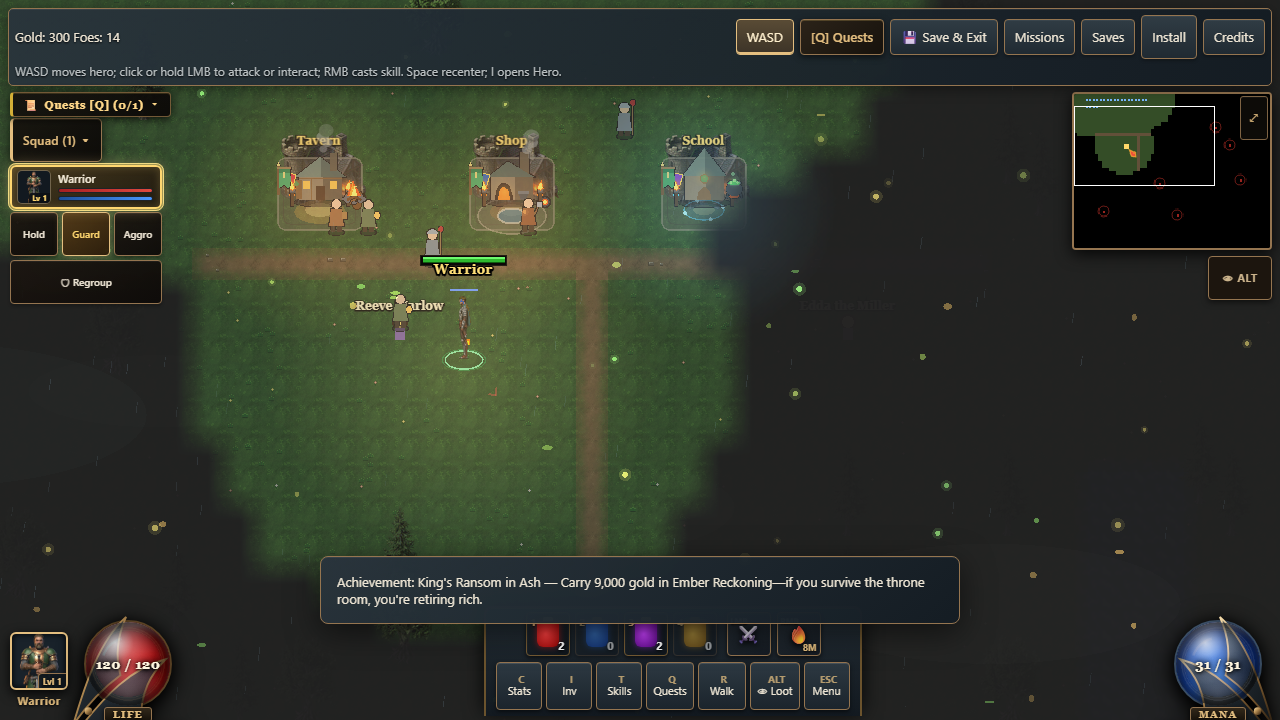 Gold: 300 Foes: 14
WASD
[Q] Quests
Save & Exit
Missions
Saves
Install
Credits
WASD moves hero; click or hold LMB to attack or interact; RMB casts skill. Space recenter; I opens Hero.
Quests [Q] (0/1)
Squad (1)
Warrior
Lv 1
Hold
Guard
Aggro
Regroup
Tavern
Shop
School
ALT
Warrior
Reeve
Achievement: King's Ransom in Ash — Carry 9,000 gold in Ember Reckoning—if you survive the throne
room, you're retiring rich.
2
0
2
0
8M
C
Stats
I
Inv
T
Skills
Q
Quests
R
Walk
ALT
Loot
ESC
Menu
Lvl 1
Warrior
120 / 120
LIFE
31 / 31
MANA